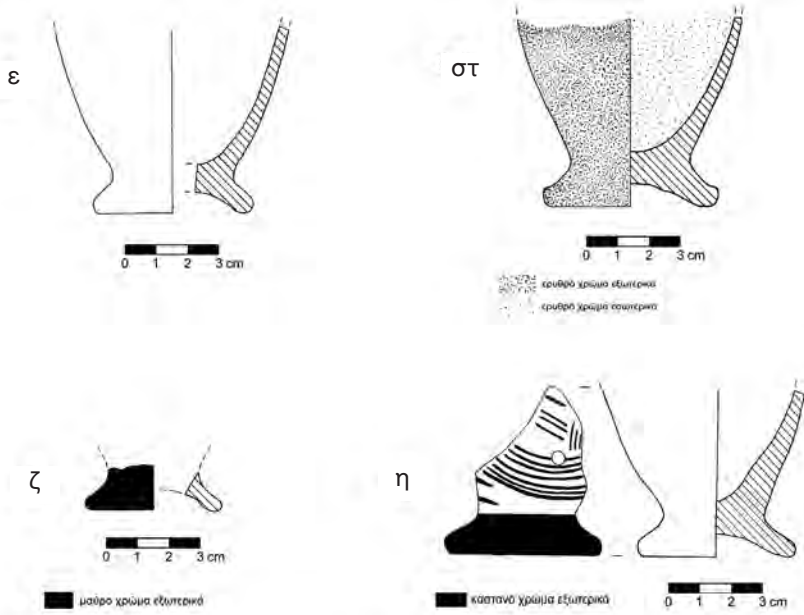 ε
0 1 2 3 cm
στ
0 1 2 3 cm
ερυθρό χρώμα εξωτερικά
ερυθρό χρώμα εσωτερικά
ζ
0 1 2 3 cm
μαύρο χρώμα εξωτερικά
η
0 1 2 3 cm
καστανό χρώμα εξωτερικά